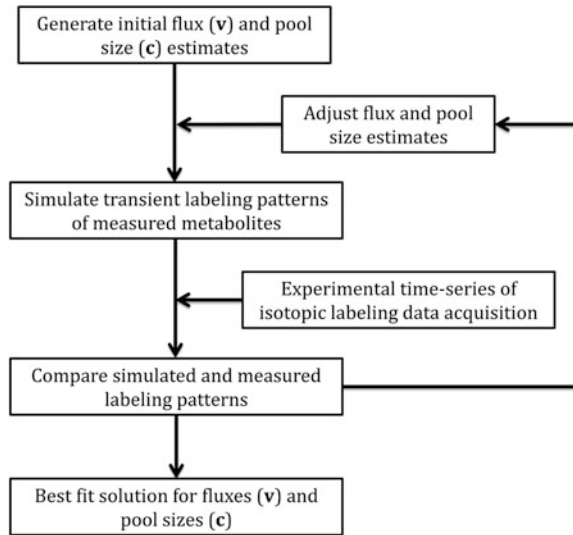 Generate initial flux (v) and pool
size (c) estimates
Adjust flux and pool
size estimates
Simulate transient labeling patterns
of measured metabolites
Experimental time-series of
isotopic labeling data acquisition
Compare simulated and measured
labeling patterns
Best fit solution for fluxes (v) and
pool sizes (c)